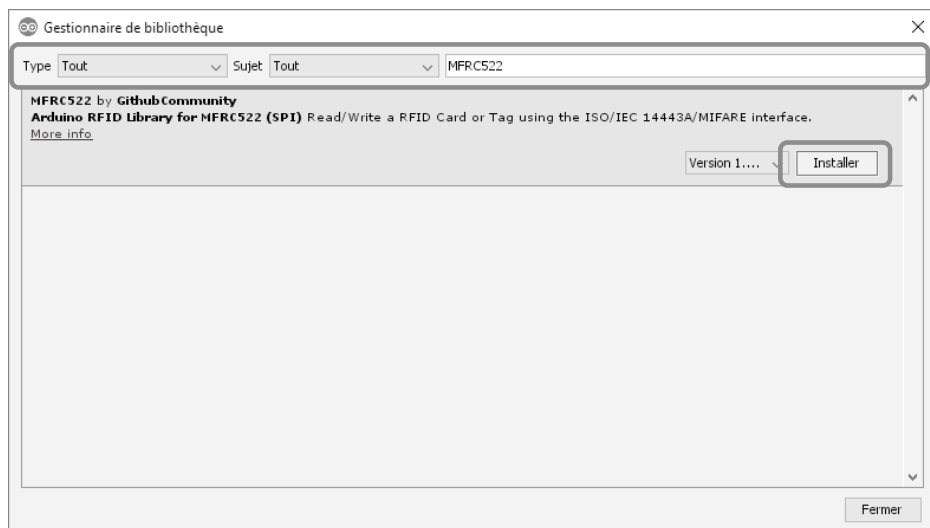 Gestionnaire de bibliothèque
Type Tout Sujet Tout MFRC522
MFRC522 by GithubCommunity
Arduino RFID Library for MFRC522 (SPI) Read/Write a RFID Card or Tag using the ISO/IEC 14443A/MIFARE interface.
More info
Version 1.... Installer
Fermer